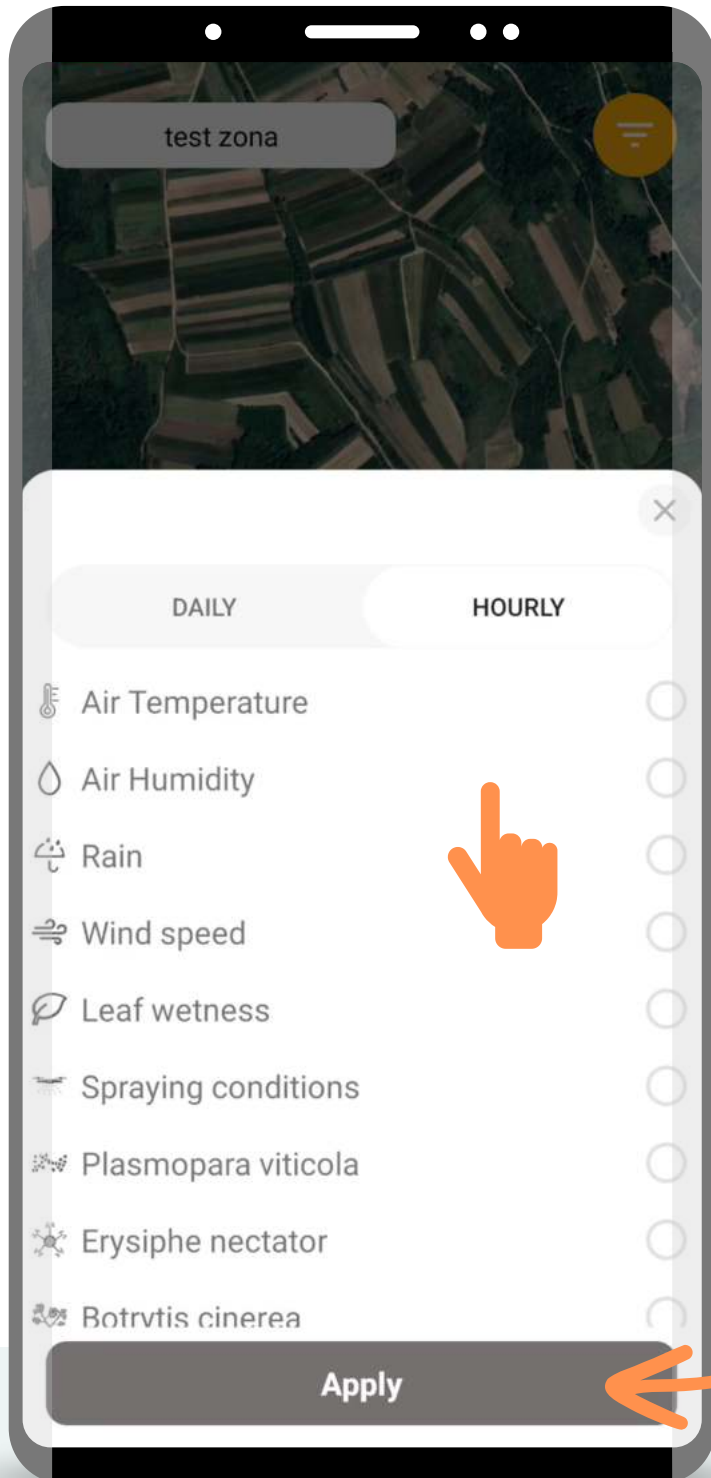 test zona
DAILY HOURLY
Air Temperature
Air Humidity
Rain
Wind speed
Leaf wetness
Spraying conditions
Plasmopara viticola
Erysiphe nectator
Botrytis cinerea
Apply